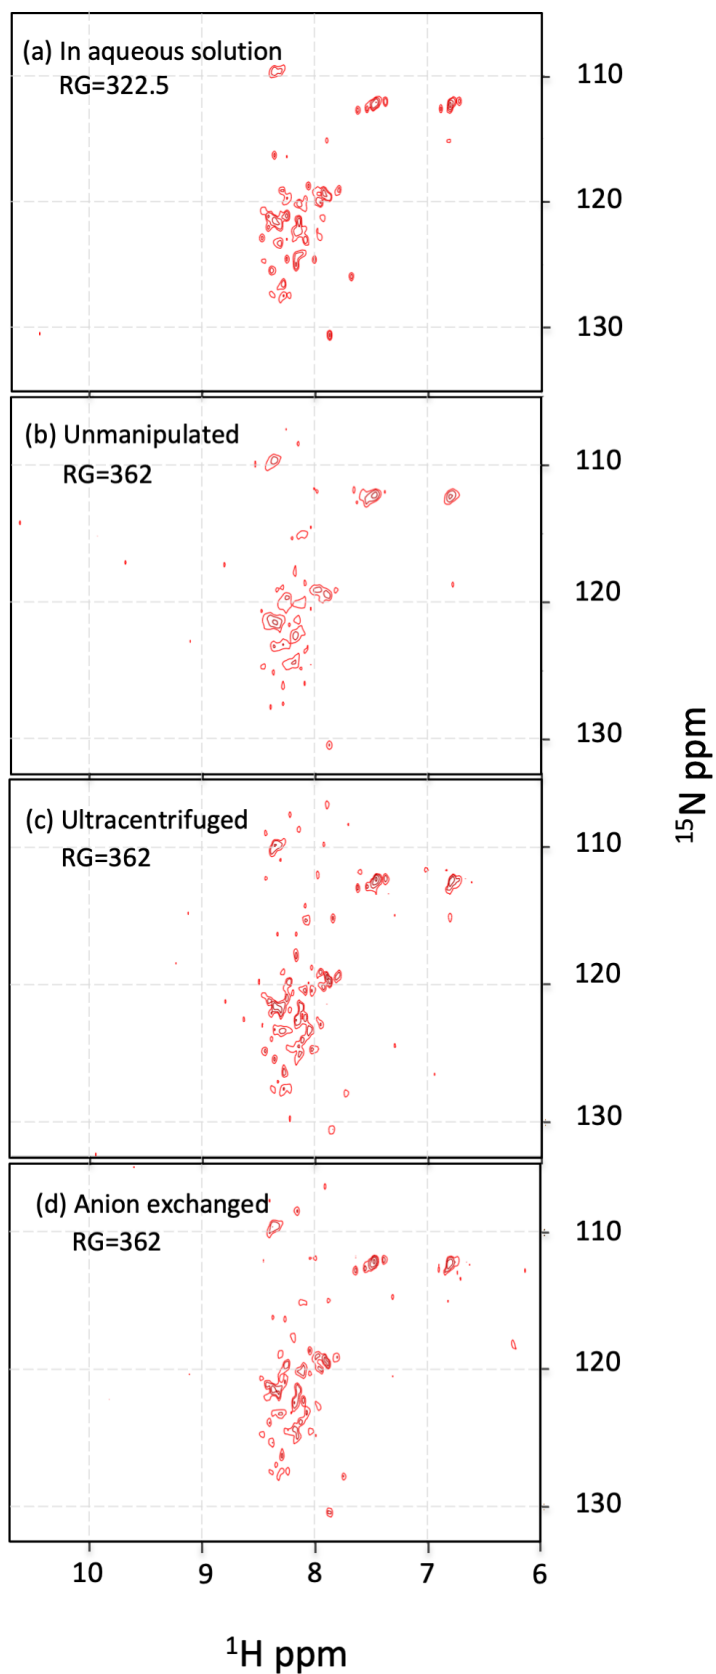 (a) In aqueous solution
RG=322.5
110
120
130
(b) Unmanipulated
RG=362
110
120
130
15N ppm
(c) Ultracentrifuged
RG=362
110
120
130
(d) Anion exchanged
RG=362
110
120
130
10 9 8 7 6
1H ppm